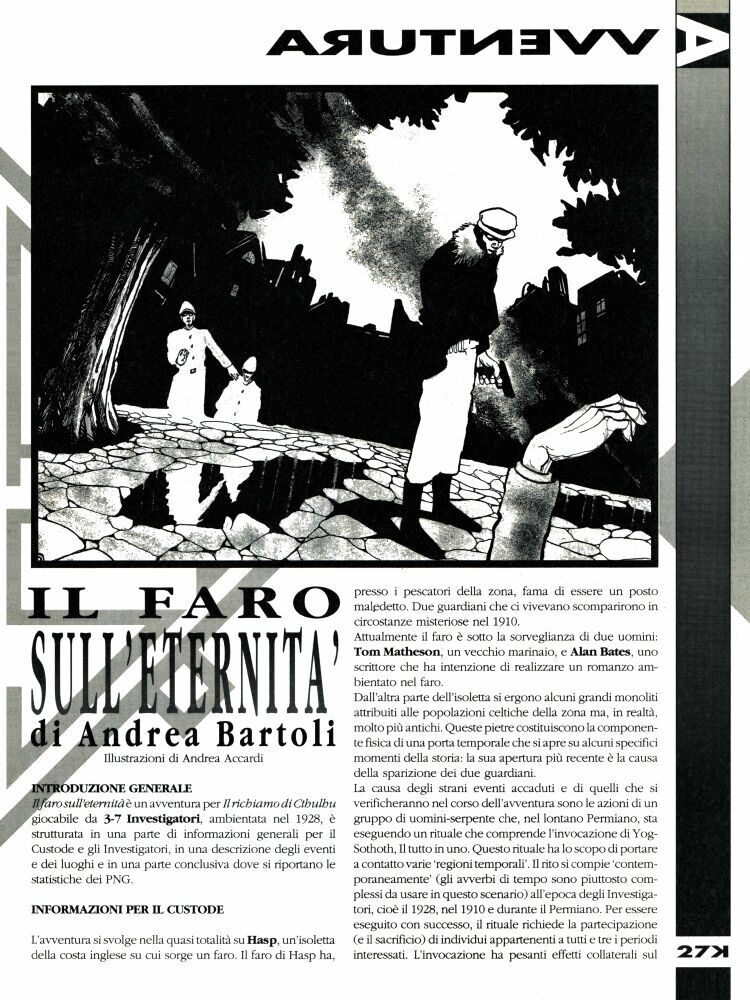 AVVENTURA
A
IL FARO
SULL'ETERNITA'
di Andrea Bartoli
Illustrazioni di Andrea Accardi
INTRODUZIONE GENERALE
Il faro sull'eternità è un avventura per Il richiamo di Cthulhu
giocabile da 3-7 Investigatori, ambientata nel 1928, è
strutturata in una parte di informazioni generali per il
Custode e gli Investigatori, in una descrizione degli eventi
e dei luoghi e in una parte conclusiva dove si riportano le
statistiche dei PNG.
INFORMAZIONI PER IL CUSTODE
L'avventura si svolge nella quasi totalità su Hasp, un'isoletta
della costa inglese su cui sorge un faro. Il faro di Hasp ha,
presso i pescatori della zona, fama di essere un posto
maledetto. Due guardiani che ci vivevano scomparirono in
circostanze misteriose nel 1910.
Attualmente il faro è sotto la sorveglianza di due uomini:
Tom Matheson, un vecchio marinaio, e Alan Bates, uno
scrittore che ha intenzione di realizzare un romanzo am-
bientato nel faro.
Dall'altra parte dell'isoletta si ergono alcuni grandi monoliti
attribuiti alle popolazioni celtiche della zona ma, in realtà,
molto più antichi. Queste pietre costituiscono la componen-
te fisica di una porta temporale che si apre su alcuni specifici
momenti della storia: la sua apertura più recente è la causa
della sparizione dei due guardiani.
La causa degli strani eventi accaduti e di quelli che si
verificheranno nel corso dell'avventura sono le azioni di un
gruppo di uomini-serpente che, nel lontano Permiano, sta
eseguendo un rituale che comprende l'invocazione di Yog-
Sothoth, Il tutto in uno. Questo rituale ha lo scopo di portare
a contatto varie 'regioni temporali'. Il rito si compie 'contem-
poraneamente' (gli avverbi di tempo sono piuttosto com-
plessi da usare in questo scenario) all'epoca degli Investiga-
tori, cioè il 1928, nel 1910 e durante il Permiano. Per essere
eseguito con successo, il rituale richiede la partecipazione
(e il sacrificio) di individui appartenenti a tutti e tre i periodi
interessati. L'invocazione ha pesanti effetti collaterali sul
27K